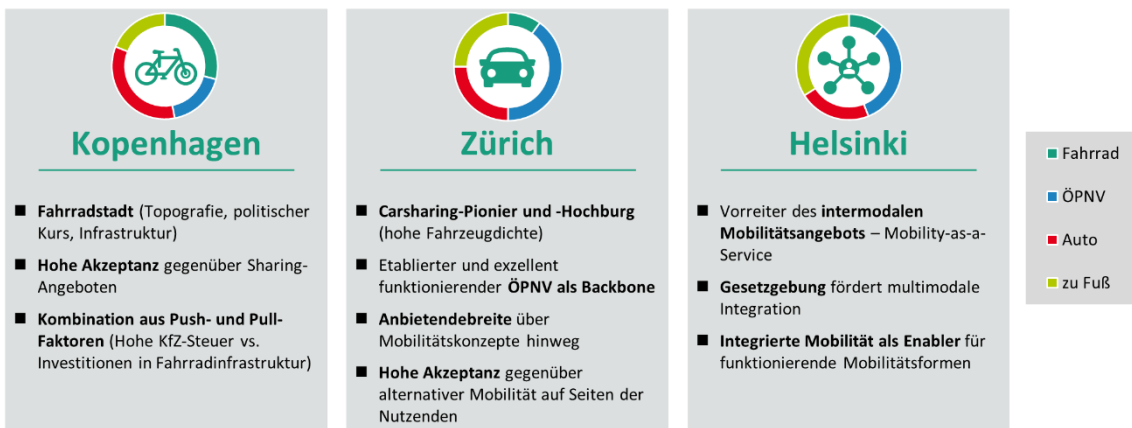 Kopenhagen
■ Fahrradstadt (Topografie, politischer
Kurs, Infrastruktur)
■ Hohe Akzeptanz gegenüber Sharing-
Angeboten
■ Kombination aus Push- und Pull-
Faktoren (Hohe KfZ-Steuer vs.
Investitionen in Fahrradinfrastruktur)
Zürich
■ Carsharing-Pionier und -Hochburg
(hohe Fahrzeugdichte)
■ Etablierter und exzellent
funktionierender ÖPNV als Backbone
■ Anbietendebreite über
Mobilitätskonzepte hinweg
■ Hohe Akzeptanz gegenüber
alternativer Mobilität auf Seiten der
Nutzenden
Helsinki
■ Vorreiter des intermodalen
Mobilitätsangebots – Mobility-as-a-
Service
■ Gesetzgebung fördert multimodale
Integration
■ Integrierte Mobilität als Enabler für
funktionierende Mobilitätsformen
Fahrrad
ÖPNV
Auto
zu Fuß